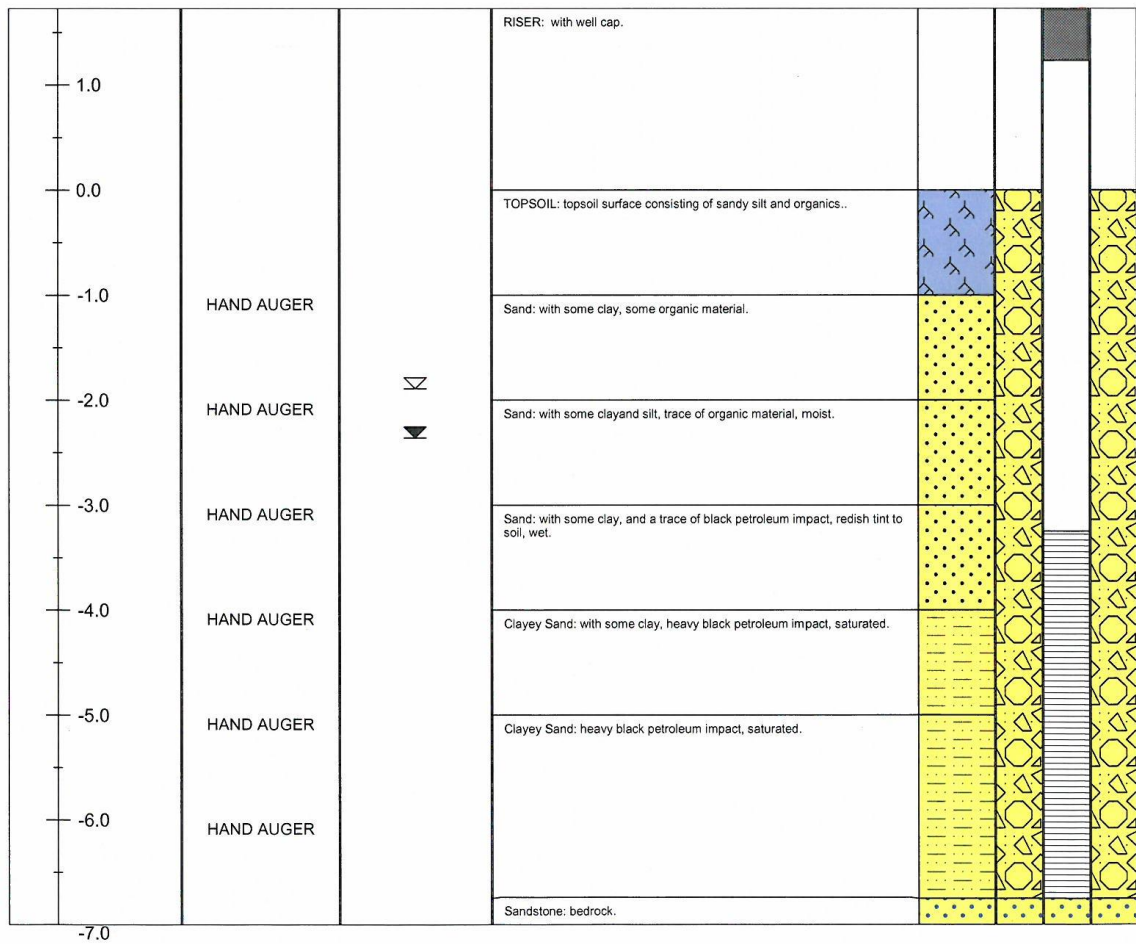 RISER: with well cap.
1.0
0.0
TOPSOIL: topsoil surface consisting of sandy silt and organics..
-1.0
HAND AUGER
Sand: with some clay, some organic material.
-2.0
HAND AUGER
Sand: with some clayand silt, trace of organic material, moist.
-3.0
HAND AUGER
Sand: with some clay, and a trace of black petroleum impact, redish tint to
soil, wet.
-4.0
HAND AUGER
Clayey Sand: with some clay, heavy black petroleum impact, saturated.
-5.0
HAND AUGER
Clayey Sand: heavy black petroleum impact, saturated.
-6.0
HAND AUGER
Sandstone: bedrock.
-7.0